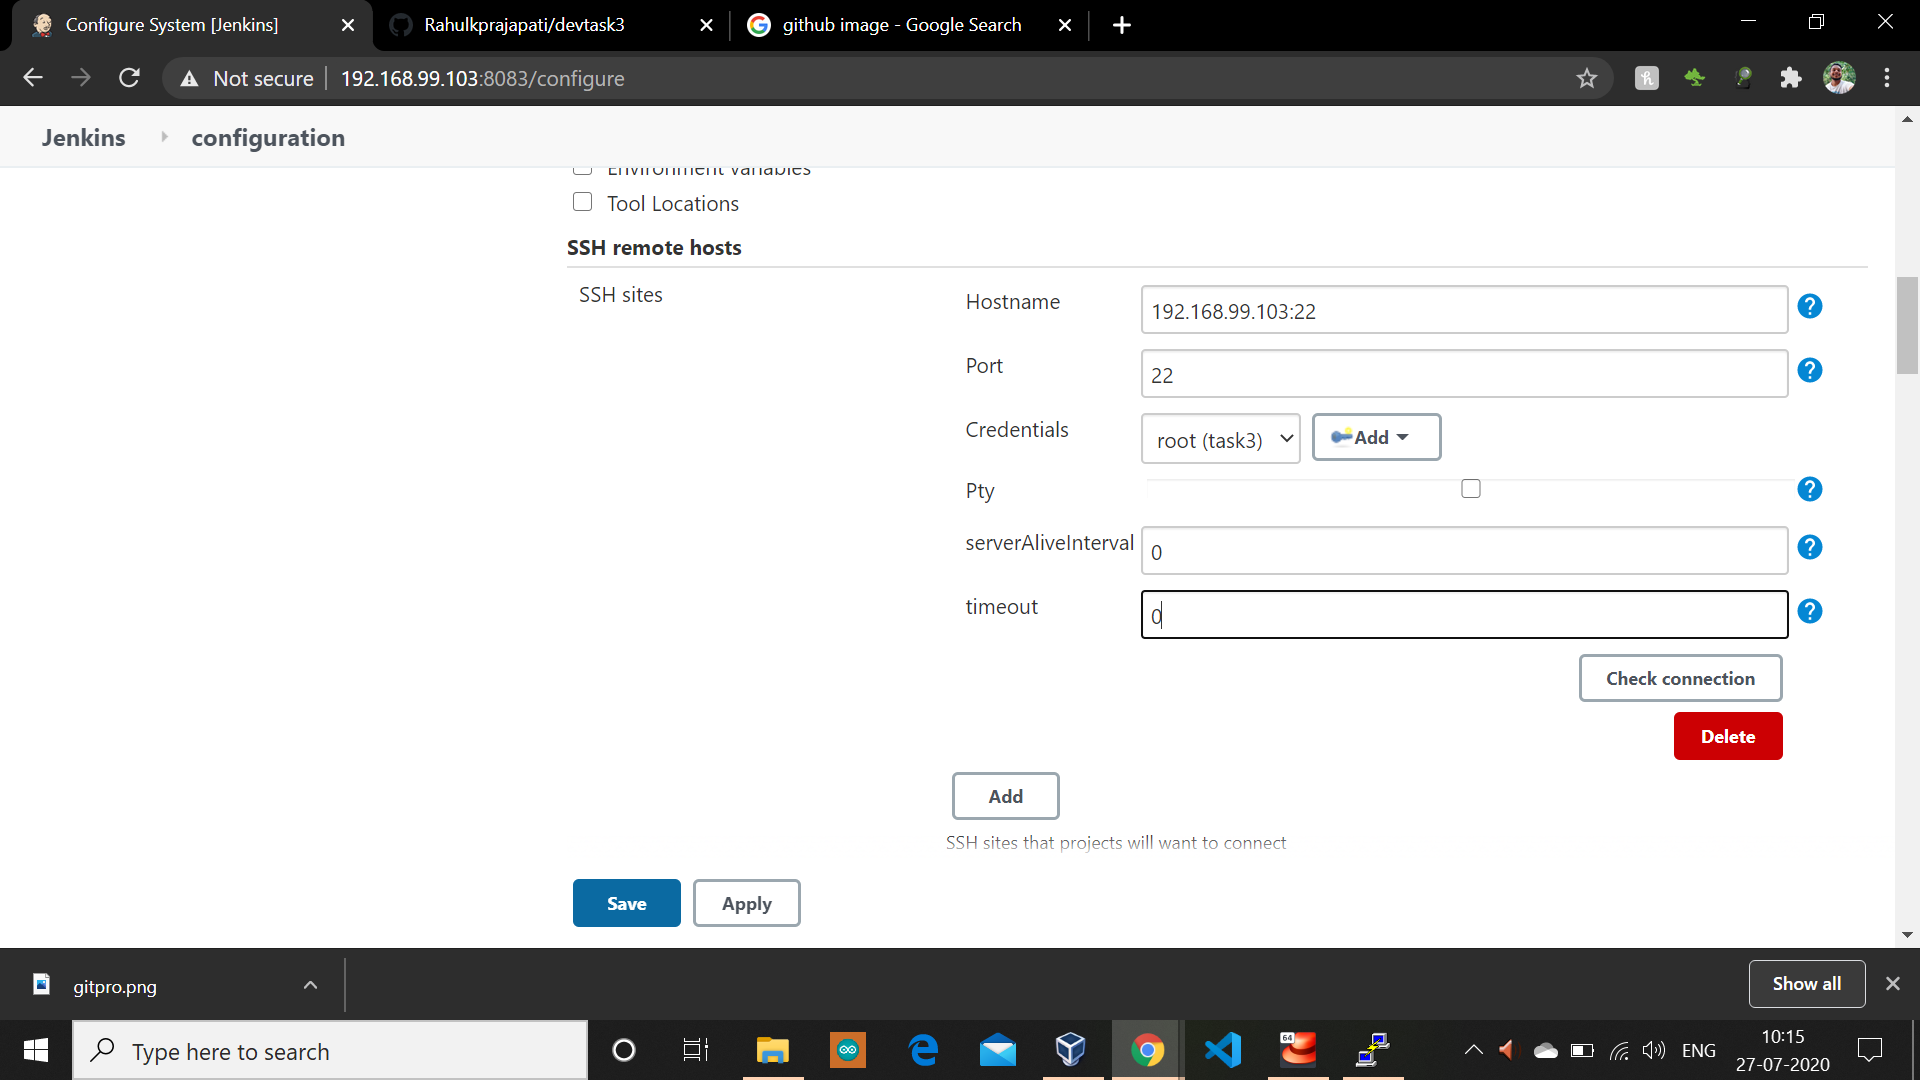 Configure System [Jenkins]
Rahulkprajapati/devtask3
github image - Google Search
Not secure
192.168.99.103:8083/configure
Jenkins
configuration
Environment variables
Tool Locations
SSH remote hosts
SSH sites
Hostname
192.168.99.103:22
?
Port
22
?
Credentials
root (task3)
Add
Pty
?
serverAliveInterval
0
?
timeout
0
?
Check connection
Delete
Add
SSH sites that projects will want to connect
Save
Apply
gitpro.png
Show all
Type here to search
64
ENG
10:15
27-07-2020